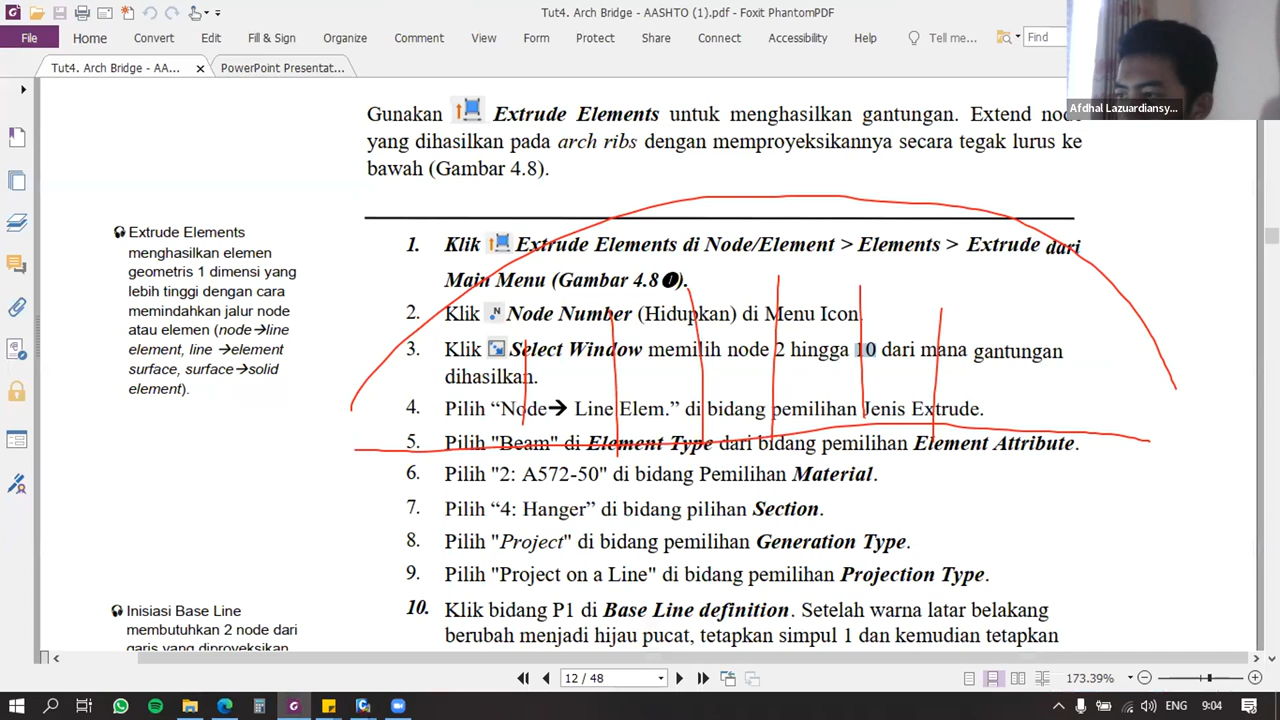 Tut4. Arch Bridge - AASHTO (1).pdf - Foxit PhantomPDF
File Home Convert Edit Fill & Sign Organize Comment View Form Protect Share Connect Accessibility Help Tell me... Find
Tut4. Arch Bridge - AA... PowerPoint Presentat...
Afdhal Lazuardiansy...
Gunakan Extrude Elements untuk menghasilkan gantungan. Extend node
yang dihasilkan pada arch ribs dengan memproyeksikannya secara tegak lurus ke
bawah (Gambar 4.8).
Extrude Elements
menghasilkan elemen
geometris 1 dimensi yang
lebih tinggi dengan cara
memindahkan jalur node
atau elemen (node→line
element, line →element
surface, surface→solid
element).
1. Klik Extrude Elements di Node/Element > Elements > Extrude dari
Main Menu (Gambar 4.8❶).
2. Klik Node Number (Hidupkan) di Menu Icon.
3. Klik Select Window memilih node 2 hingga 10 dari mana gantungan
dihasilkan.
4. Pilih “Node→ Line Elem.” di bidang pemilihan Jenis Extrude.
5. Pilih "Beam" di Element Type dari bidang pemilihan Element Attribute.
6. Pilih "2: A572-50" di bidang Pemilihan Material.
7. Pilih “4: Hanger” di bidang pilihan Section.
8. Pilih "Project" di bidang pemilihan Generation Type.
9. Pilih "Project on a Line" di bidang pemilihan Projection Type.
10. Klik bidang P1 di Base Line definition. Setelah warna latar belakang
berubah menjadi hijau pucat, tetapkan simpul 1 dan kemudian tetapkan
Inisiasi Base Line
membutuhkan 2 node dari
garis yang diproyeksikan
12 / 48
173.39%
ENG 9:04